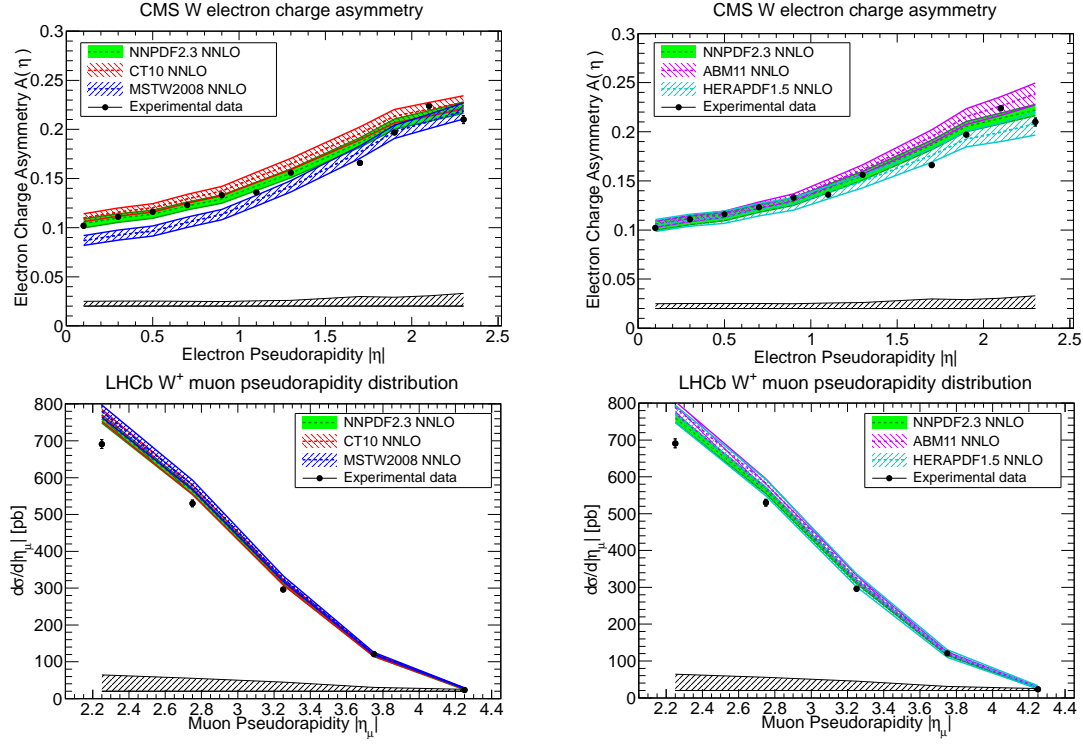 CMS W electron charge asymmetry
Electron Charge Asymmetry A( η )
0.3
0.25
0.2
0.15
0.1
0.05
0
NNPDF2.3 NNLO
CT10 NNLO
MSTW2008 NNLO
Experimental data
0 0.5 1 1.5 2 2.5
Electron Pseudorapidity |η|
CMS W electron charge asymmetry
Electron Charge Asymmetry A( η )
0.3
0.25
0.2
0.15
0.1
0.05
0
NNPDF2.3 NNLO
ABM11 NNLO
HERAPDF1.5 NNLO
Experimental data
0 0.5 1 1.5 2 2.5
Electron Pseudorapidity |η|
LHCb W⁺ muon pseudorapidity distribution
dσ/d|ημ| [pb]
800
700
600
500
400
300
200
100
0
NNPDF2.3 NNLO
CT10 NNLO
MSTW2008 NNLO
Experimental data
2.2 2.4 2.6 2.8 3 3.2 3.4 3.6 3.8 4 4.2 4.4
Muon Pseudorapidity |ημ|
LHCb W⁺ muon pseudorapidity distribution
dσ/d|ημ| [pb]
800
700
600
500
400
300
200
100
0
NNPDF2.3 NNLO
ABM11 NNLO
HERAPDF1.5 NNLO
Experimental data
2.2 2.4 2.6 2.8 3 3.2 3.4 3.6 3.8 4 4.2 4.4
Muon Pseudorapidity |ημ|